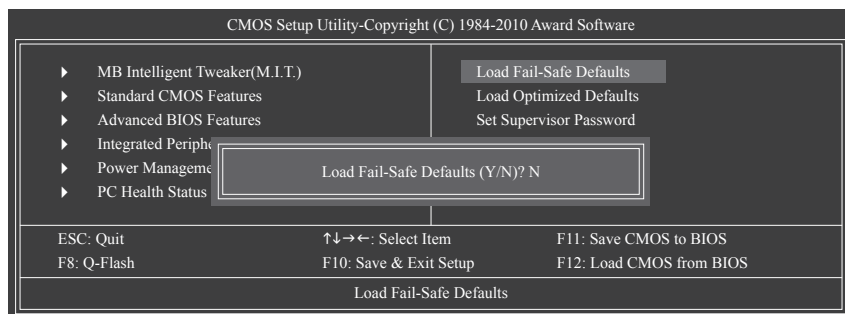 CMOS Setup Utility-Copyright (C) 1984-2010 Award Software
MB Intelligent Tweaker(M.I.T.)
Standard CMOS Features
Advanced BIOS Features
Integrated Periphe
Power Manageme
PC Health Status
Load Fail-Safe Defaults
Load Optimized Defaults
Set Supervisor Password
Load Fail-Safe Defaults (Y/N)? N
ESC: Quit ↑↓→←: Select Item F11: Save CMOS to BIOS
F8: Q-Flash F10: Save & Exit Setup F12: Load CMOS from BIOS
Load Fail-Safe Defaults